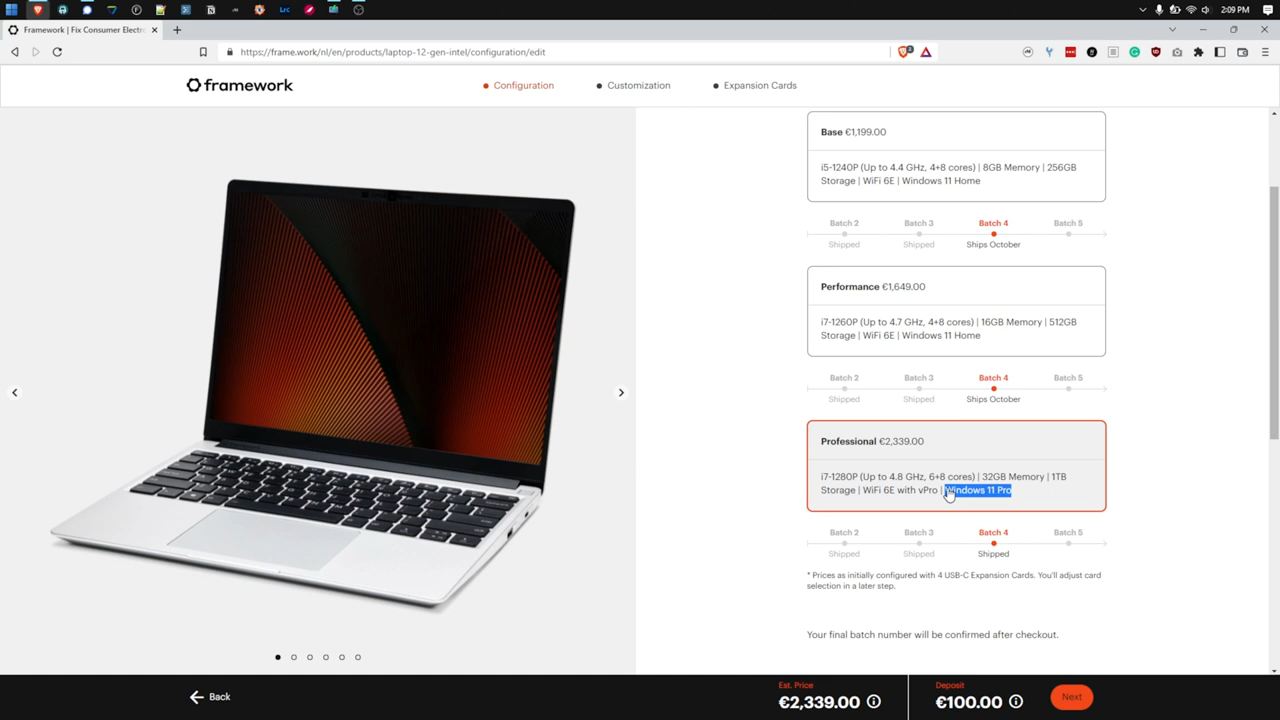 2:09 PM
Framework | Fix Consumer Electro
https://frame.work/nl/en/products/laptop-12-gen-intel/configuration/edit
framework
Configuration
Customization
Expansion Cards
Base €1,199.00
i5-1240P (Up to 4.4 GHz, 4+8 cores) | 8GB Memory | 256GB
Storage | WiFi 6E | Windows 11 Home
Batch 2 Batch 3 Batch 4 Batch 5
Shipped Shipped Ships October
Performance €1,649.00
i7-1260P (Up to 4.7 GHz, 4+8 cores) | 16GB Memory | 512GB
Storage | WiFi 6E | Windows 11 Home
Batch 2 Batch 3 Batch 4 Batch 5
Shipped Shipped Ships October
Professional €2,339.00
i7-1280P (Up to 4.8 GHz, 6+8 cores) | 32GB Memory | 1TB
Storage | WiFi 6E with vPro | Windows 11 Pro
Batch 2 Batch 3 Batch 4 Batch 5
Shipped Shipped Shipped
* Prices as initially configured with 4 USB-C Expansion Cards. You'll adjust card
selection in a later step.
Your final batch number will be confirmed after checkout.
Back
Est. Price
€2,339.00
Deposit
€100.00
Next